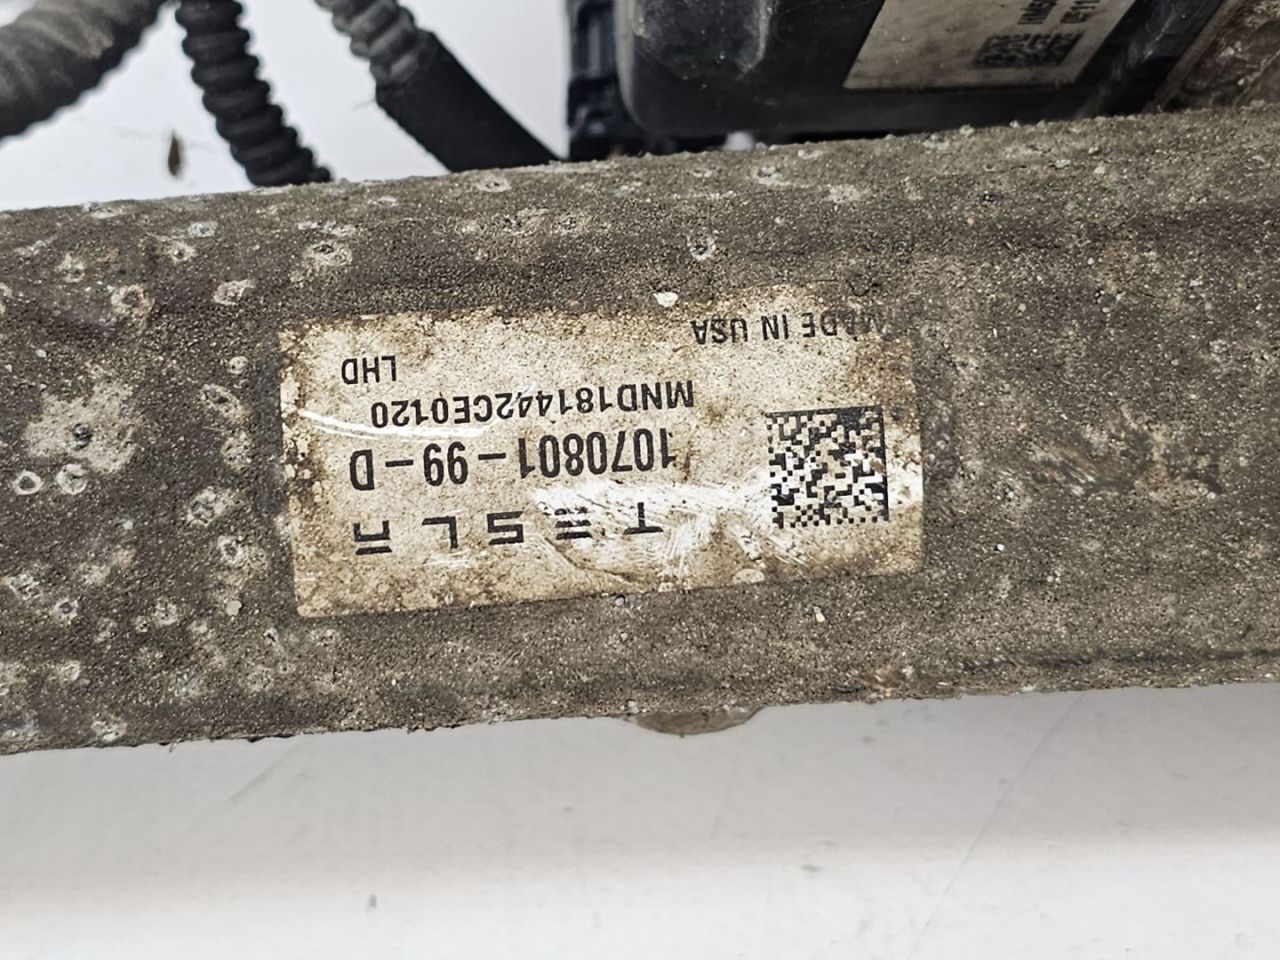 TESLA
1070801-99-D
MND181442CE0120
LHD
MADE IN USA